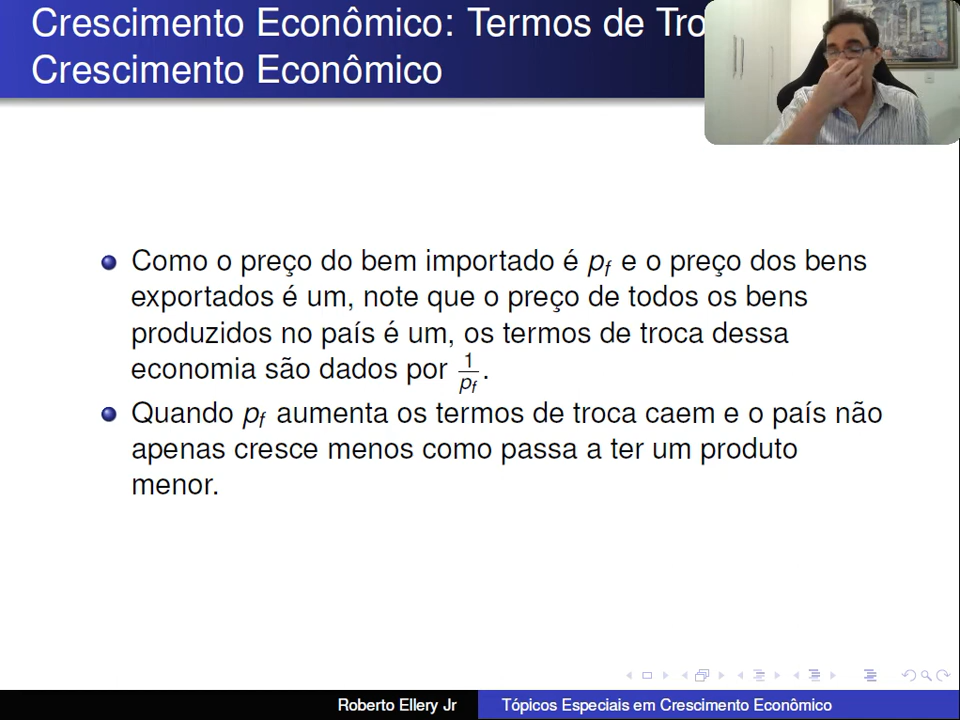 Crescimento Econômico: Termos de Tro
Crescimento Econômico
Como o preço do bem importado é p_f e o preço dos bens
exportados é um, note que o preço de todos os bens
produzidos no país é um, os termos de troca dessa
economia são dados por 1/p_f.
Quando p_f aumenta os termos de troca caem e o país não
apenas cresce menos como passa a ter um produto
menor.
Roberto Ellery Jr
Tópicos Especiais em Crescimento Econômico